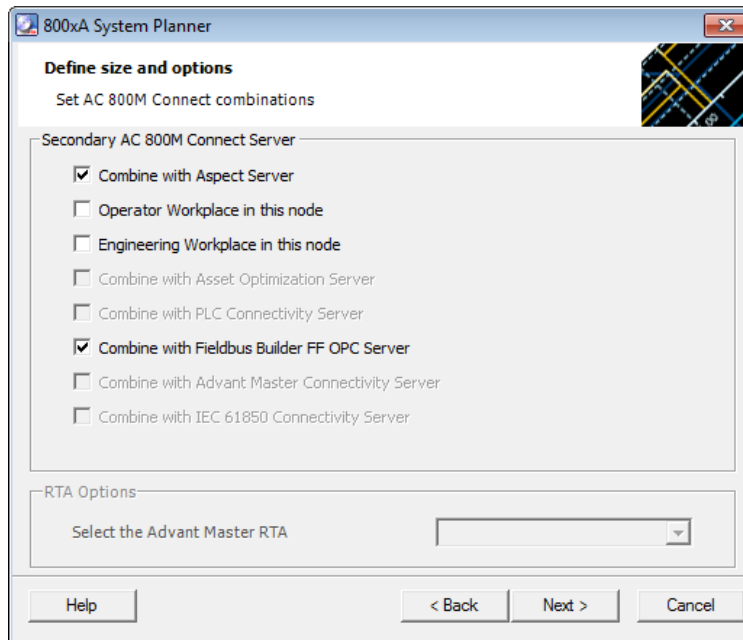 800xA System Planner
Define size and options
Set AC 800M Connect combinations
Secondary AC 800M Connect Server
Combine with Aspect Server
Operator Workplace in this node
Engineering Workplace in this node
Combine with Asset Optimization Server
Combine with PLC Connectivity Server
Combine with Fieldbus Builder FF OPC Server
Combine with Advant Master Connectivity Server
Combine with IEC 61850 Connectivity Server
RTA Options
Select the Advant Master RTA
Help < Back Next > Cancel